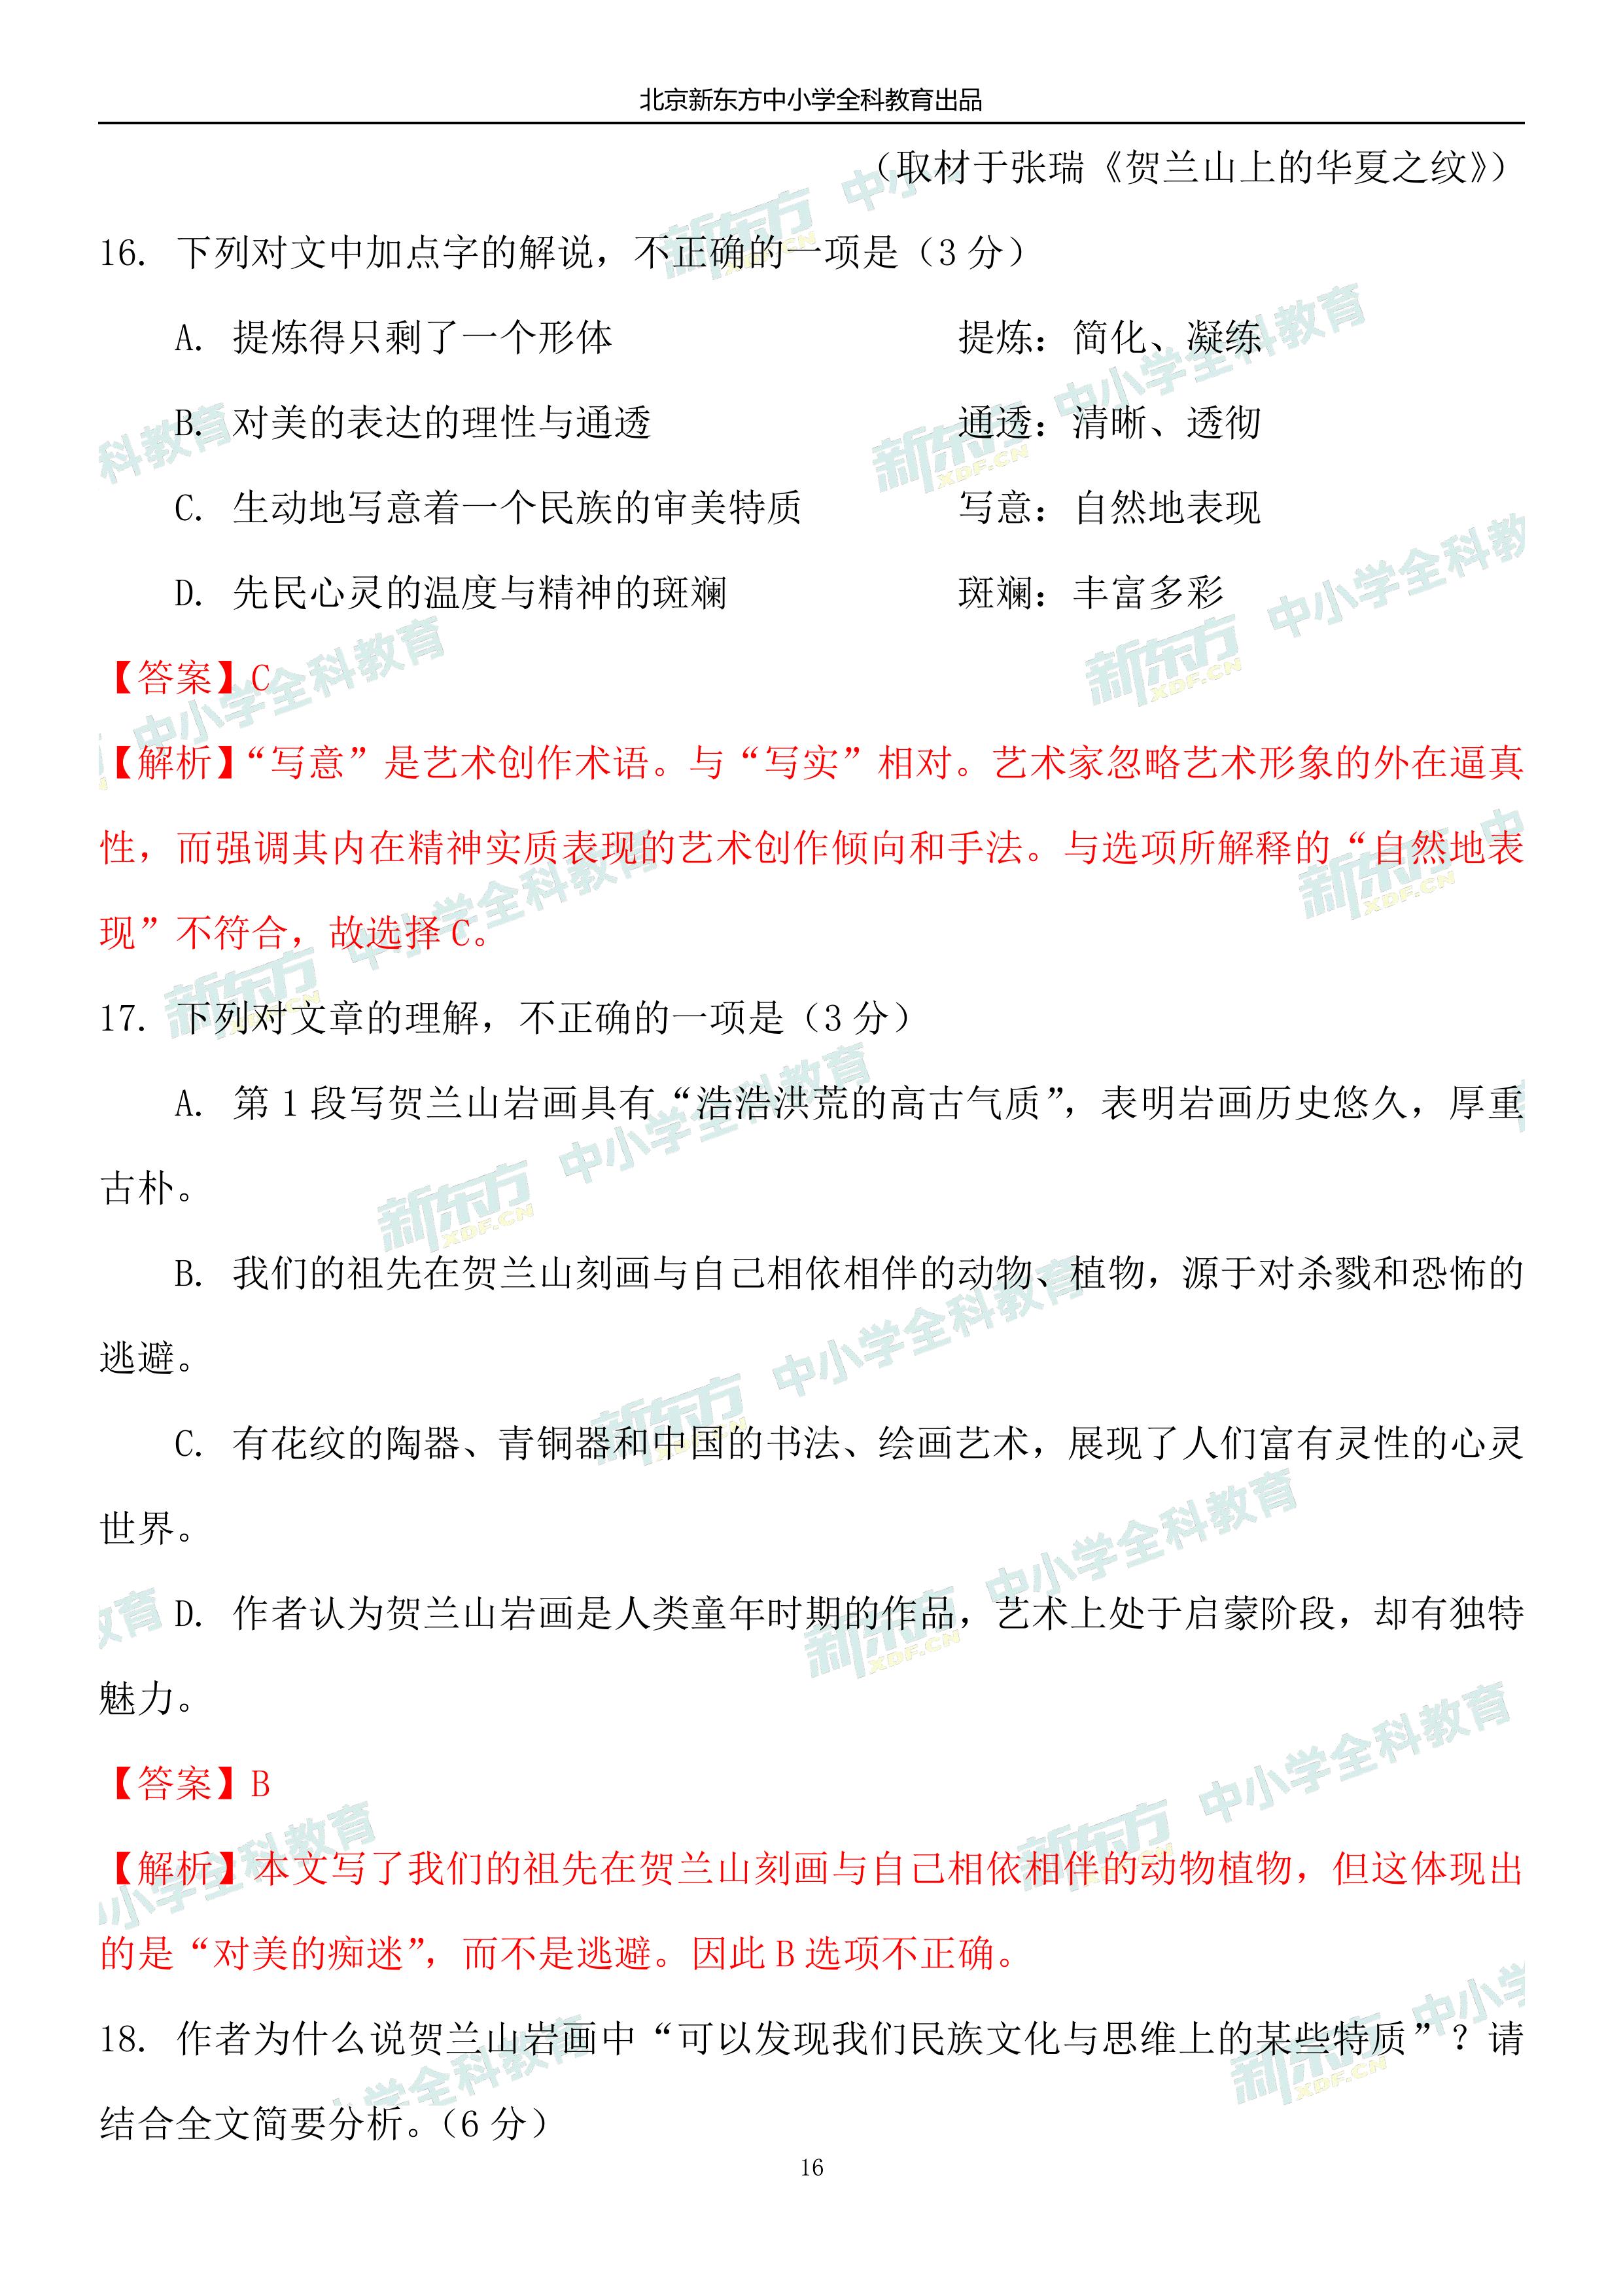 北京新东方中小学全科教育出品
（取材于张瑞《贺兰山上的华夏之纹》）
16. 下列对文中加点字的解说，不正确的一项是（3 分）
A. 提炼得只剩了一个形体 提炼：简化、凝练
B. 对美的表达的理性与通透 通透：清晰、透彻
C. 生动地写意着一个民族的审美特质 写意：自然地表现
D. 先民心灵的温度与精神的斑斓 斑斓：丰富多彩
【答案】C
【解析】“写意”是艺术创作术语。与“写实”相对。艺术家忽略艺术形象的外在逼真
性，而强调其内在精神实质表现的艺术创作倾向和手法。与选项所解释的“自然地表
现”不符合，故选择 C。
17. 下列对文章的理解，不正确的一项是（3 分）
A. 第 1 段写贺兰山岩画具有“浩浩洪荒的高古气质”，表明岩画历史悠久，厚重
古朴。
B. 我们的祖先在贺兰山刻画与自己相依相伴的动物、植物，源于对杀戮和恐怖的
逃避。
C. 有花纹的陶器、青铜器和中国的书法、绘画艺术，展现了人们富有灵性的心灵
世界。
D. 作者认为贺兰山岩画是人类童年时期的作品，艺术上处于启蒙阶段，却有独特
魅力。
【答案】B
【解析】本文写了我们的祖先在贺兰山刻画与自己相依相伴的动物植物，但这体现出
的是“对美的痴迷”，而不是逃避。因此 B 选项不正确。
18. 作者为什么说贺兰山岩画中“可以发现我们民族文化与思维上的某些特质”？请
结合全文简要分析。（6 分）
16